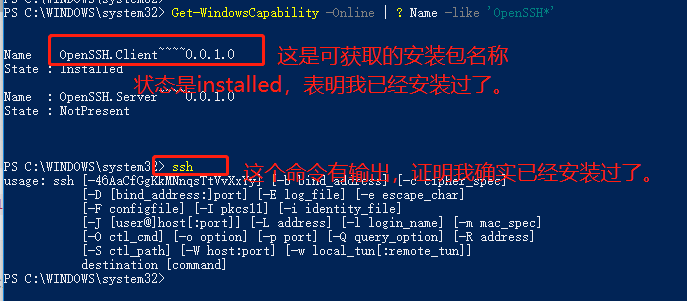 PS C:\WINDOWS\system32>
PS C:\WINDOWS\system32> Get-WindowsCapability -Online | ? Name -like 'OpenSSH*'
Name : OpenSSH.Client~~~~0.0.1.0 这是可获取的安装包名称
State : Installed 状态是installed，表明我已经安装过了。
Name : OpenSSH.Server~~~~0.0.1.0
State : NotPresent
PS C:\WINDOWS\system32> ssh 这个命令有输出，证明我确实已经安装过了。
usage: ssh [-46AaCfGgKkMNnqsTtVvXxYy] [-b bind_address] [-c cipher_spec]
[-D [bind_address:]port] [-E log_file] [-e escape_char]
[-F configfile] [-I pkcs11] [-i identity_file]
[-J [user@]host[:port]] [-L address] [-l login_name] [-m mac_spec]
[-O ctl_cmd] [-o option] [-p port] [-Q query_option] [-R address]
[-S ctl_path] [-W host:port] [-w local_tun[:remote_tun]]
destination [command]
PS C:\WINDOWS\system32>